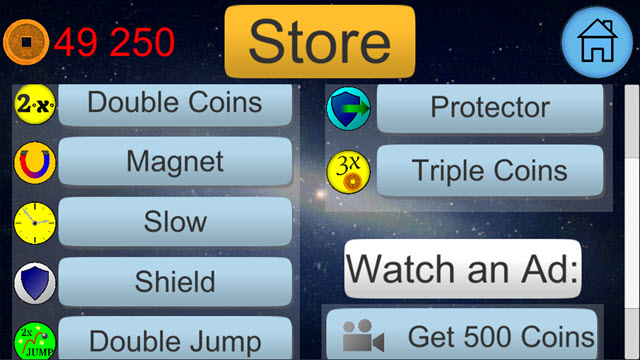 49 250
Store
2.x.
Double Coins
Magnet
Slow
Shield
2x
JUMP
Double Jump
Protector
3x
Triple Coins
Watch an Ad:
Get 500 Coins